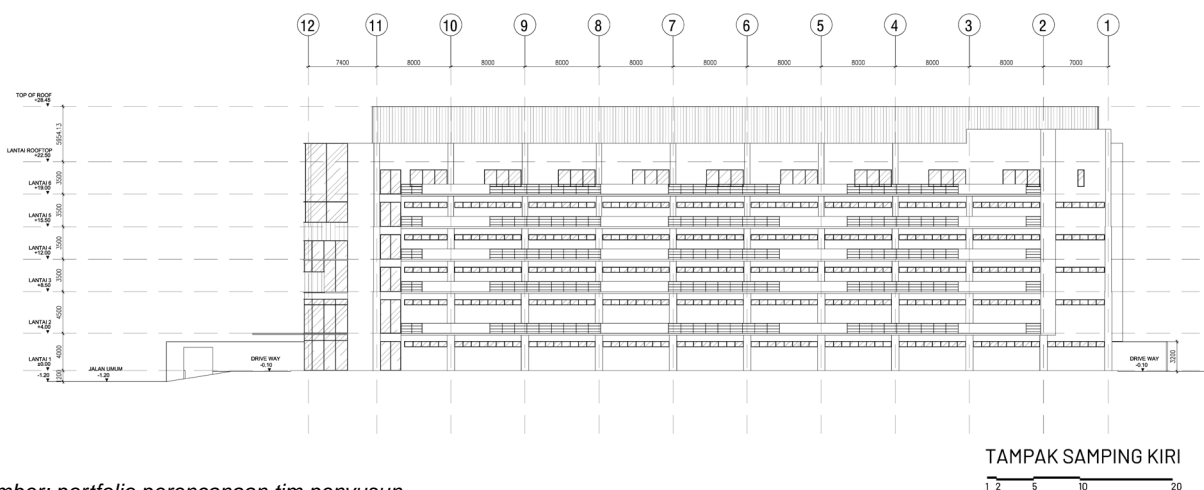 12 11 10 9 8 7 6 5 4 3 2 1
7400 8000 8000 8000 8000 8000 8000 8000 8000 8000 7000
TOP OF ROOF
+28.45
5954.13
LANTAI ROOFTOP
+22.50
3500
LANTAI 6
+19.00
3500
LANTAI 5
+15.50
3500
LANTAI 4
+12.00
3500
LANTAI 3
+8.50
4500
LANTAI 2
+4.00
4000
LANTAI 1
±0.00
-1.20
1200
JALAN UMUM
-1.20
DRIVE WAY
-0.10
DRIVE WAY
-0.10
3200
TAMPAK SAMPING KIRI
1 2 5 10 20
mber: portfolio perencanaan tim penyusun